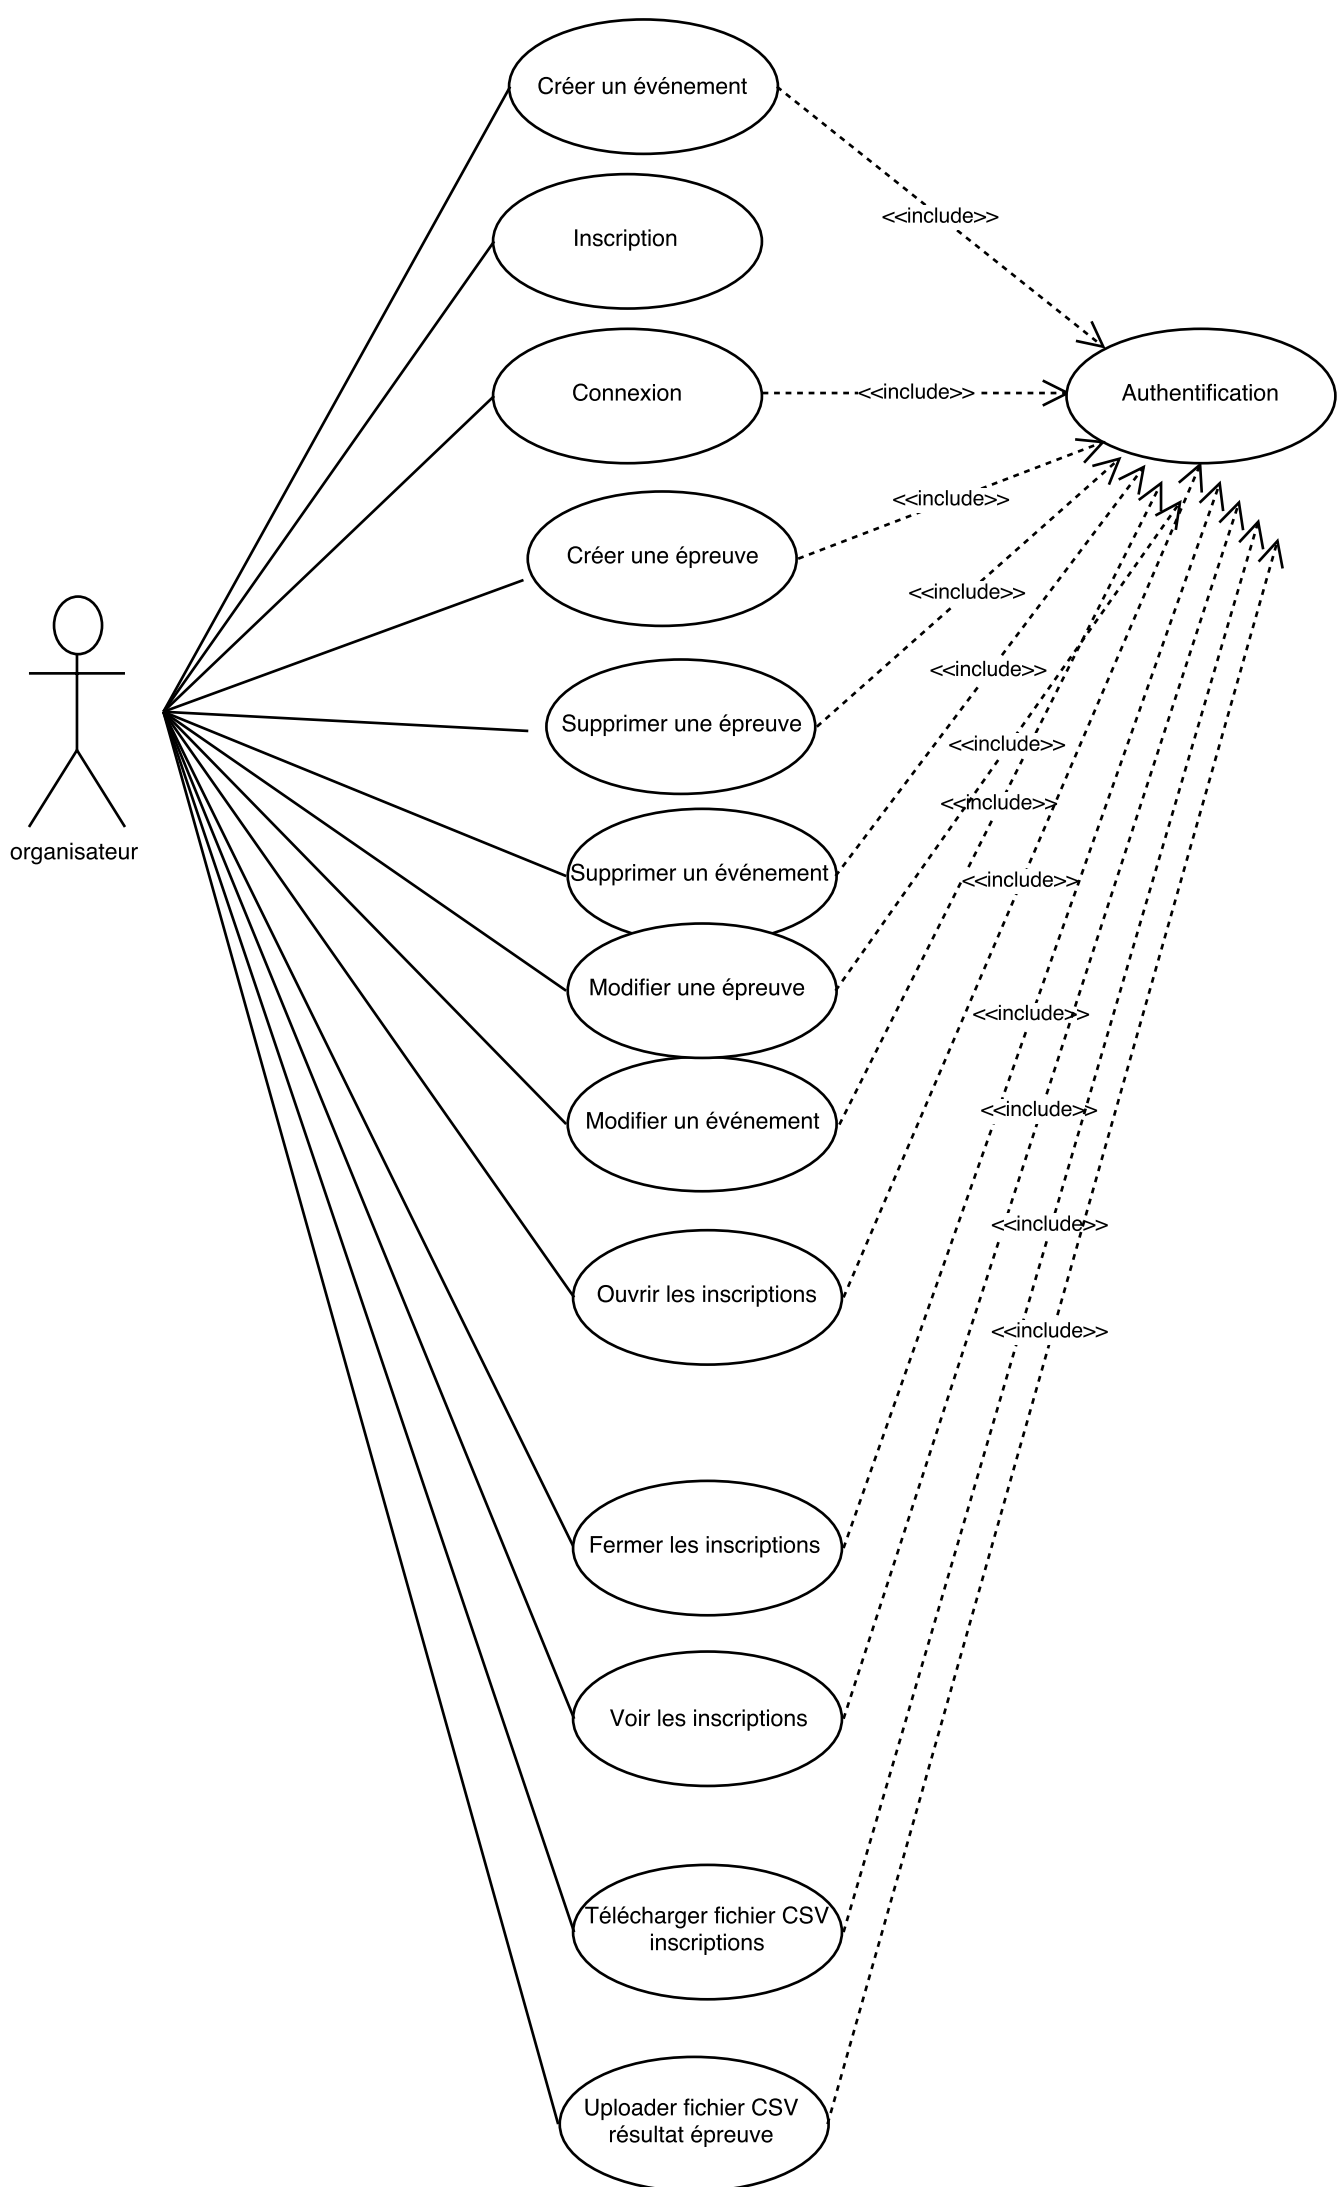 Créer un événement
<<include>>
Inscription
Connexion
<<include>>
Authentification
<<include>>
Créer une épreuve
<<include>>
<<include>>
Supprimer une épreuve
<<include>>
<<include>>
organisateur
Supprimer un événement
<<include>>
Modifier une épreuve
<<include>>
<<include>>
Modifier un événement
<<include>>
Ouvrir les inscriptions
<<include>>
Fermer les inscriptions
Voir les inscriptions
Télécharger fichier CSV
inscriptions
Uploader fichier CSV
résultat épreuve